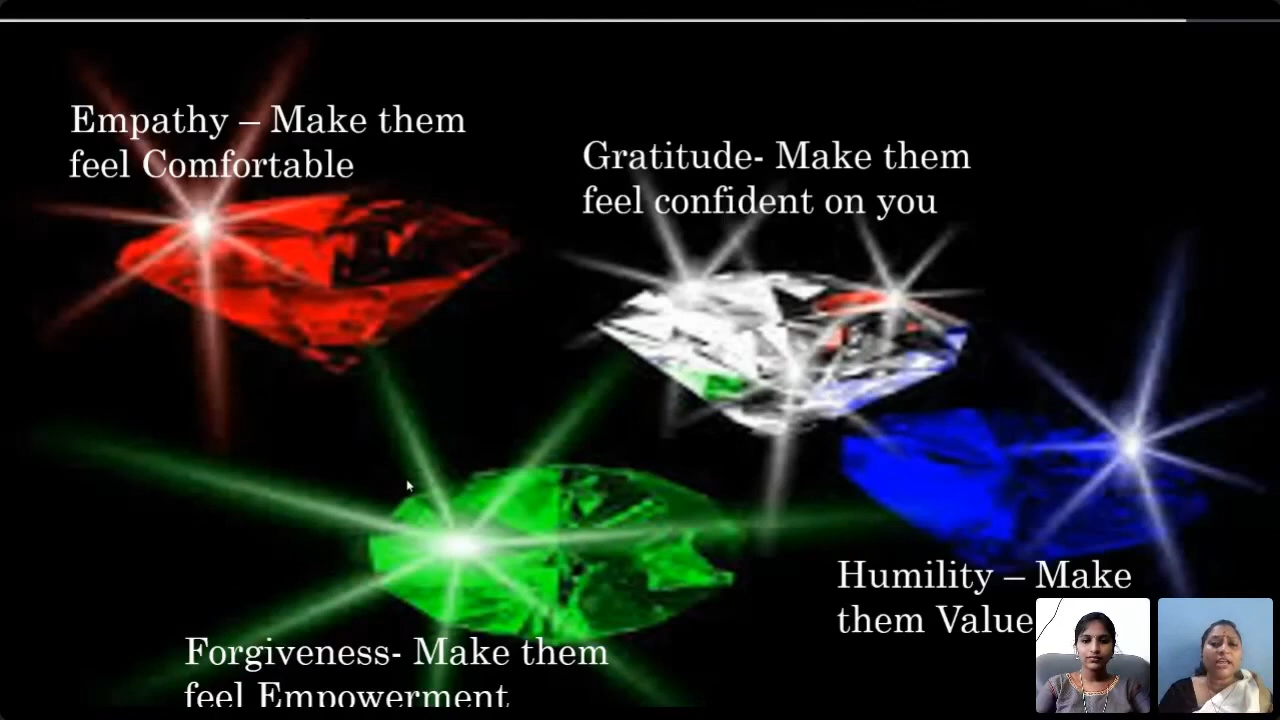 Empathy – Make them
feel Comfortable
Gratitude- Make them
feel confident on you
Humility – Make
them Value
Forgiveness- Make them
feel Empowerment